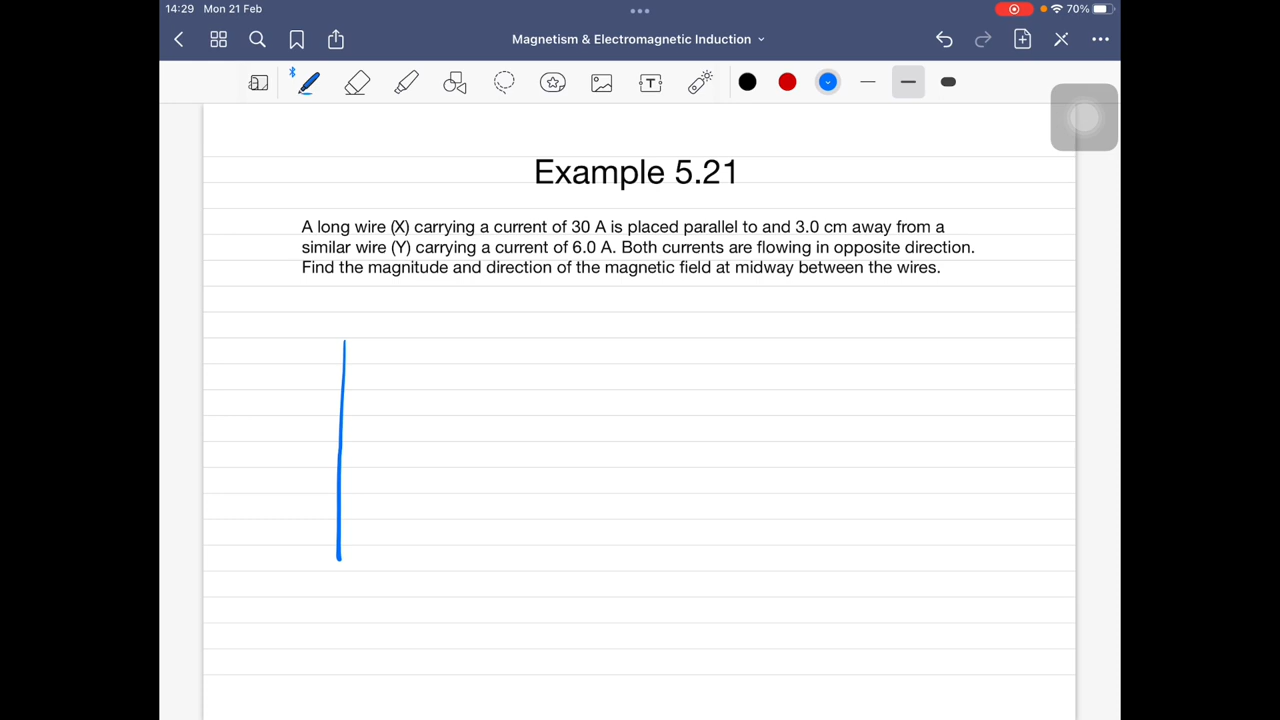 14:29 Mon 21 Feb
70%
Magnetism & Electromagnetic Induction
T
Example 5.21
A long wire (X) carrying a current of 30 A is placed parallel to and 3.0 cm away from a
similar wire (Y) carrying a current of 6.0 A. Both currents are flowing in opposite direction.
Find the magnitude and direction of the magnetic field at midway between the wires.